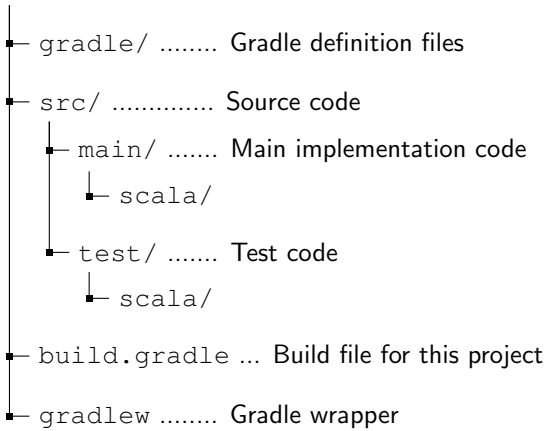 gradle/ ........ Gradle definition files
src/ .............. Source code
main/ ....... Main implementation code
scala/
test/ ....... Test code
scala/
build.gradle ... Build file for this project
gradlew ........ Gradle wrapper